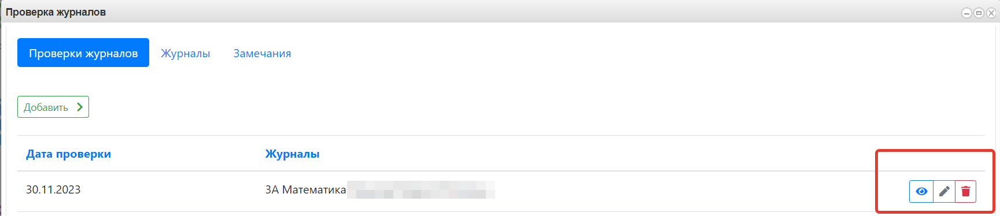 Проверка журналов
Проверки журналов Журналы Замечания
Добавить
Дата проверки Журналы
30.11.2023 3А Математика